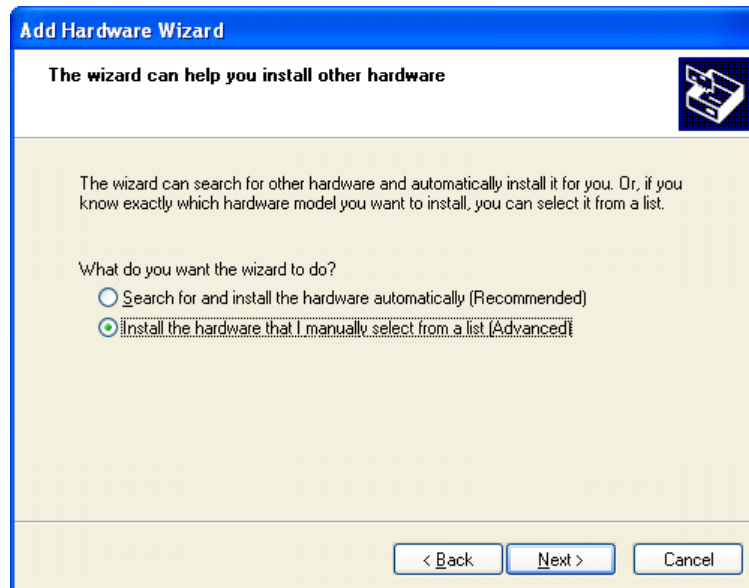 Add Hardware Wizard
The wizard can help you install other hardware
The wizard can search for other hardware and automatically install it for you. Or, if you
know exactly which hardware model you want to install, you can select it from a list.
What do you want the wizard to do?
Search for and install the hardware automatically (Recommended)
Install the hardware that I manually select from a list (Advanced)
< Back Next > Cancel